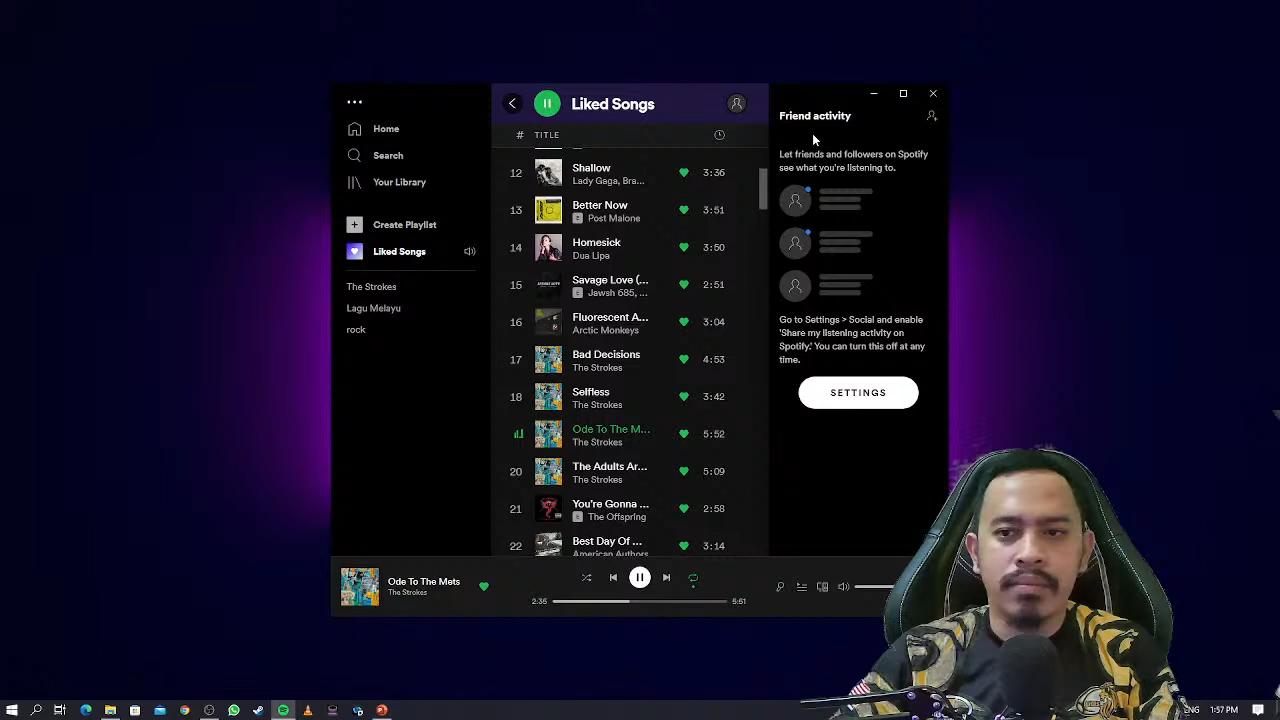 Home
Search
Your Library
Create Playlist
Liked Songs
The Strokes
Lagu Melayu
rock
Liked Songs
# TITLE
12 Shallow 3:36
Lady Gaga, Bra...
13 Better Now 3:51
E Post Malone
14 Homesick 3:50
Dua Lipa
15 Savage Love (... 2:51
E Jawsh 685, ...
16 Fluorescent A... 3:04
Arctic Monkeys
17 Bad Decisions 4:53
The Strokes
18 Selfless 3:42
The Strokes
Ode To The M... 5:52
The Strokes
20 The Adults Ar... 5:09
The Strokes
21 You're Gonna ... 2:58
E The Offspring
22 Best Day Of ... 3:14
American Authors
Friend activity
Let friends and followers on Spotify
see what you're listening to.
Go to Settings > Social and enable
'Share my listening activity on
Spotify.' You can turn this off at any
time.
SETTINGS
Ode To The Mets
The Strokes
2:35 5:51
ENG 1:57 PM